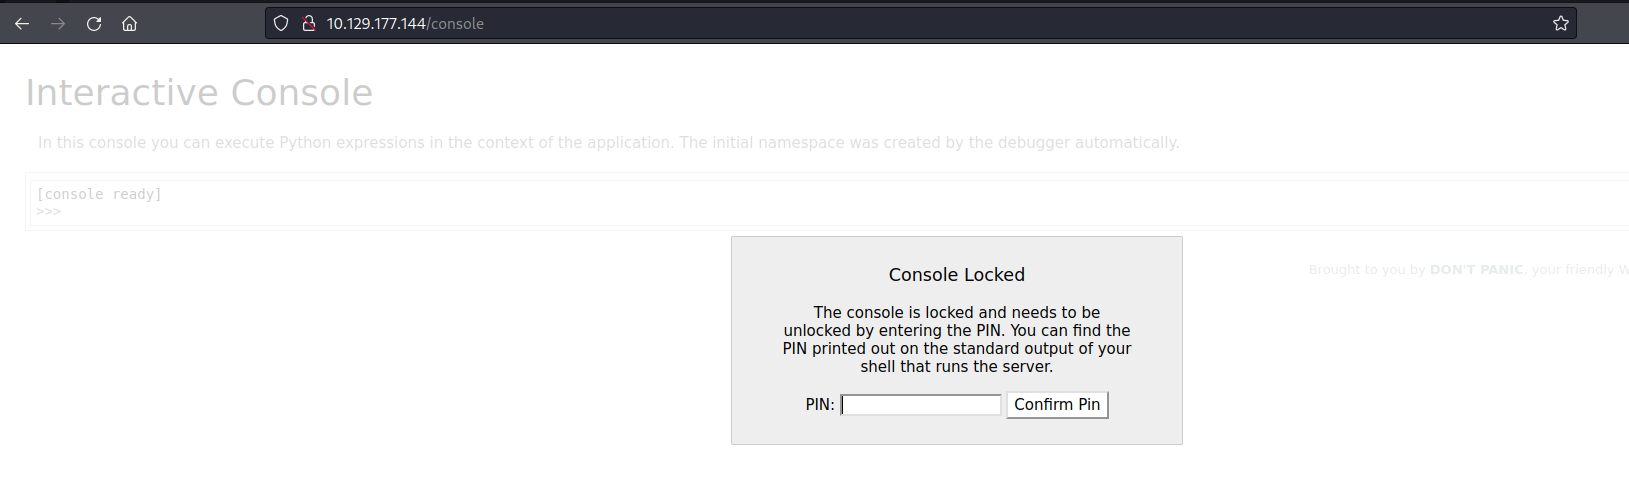 10.129.177.144/console
Interactive Console
In this console you can execute Python expressions in the context of the application. The initial namespace was created by the debugger automatically.
[console ready]
>>>
Console Locked
The console is locked and needs to be
unlocked by entering the PIN. You can find the
PIN printed out on the standard output of your
shell that runs the server.
PIN:
Confirm Pin
Brought to you by DON'T PANIC, your friendly